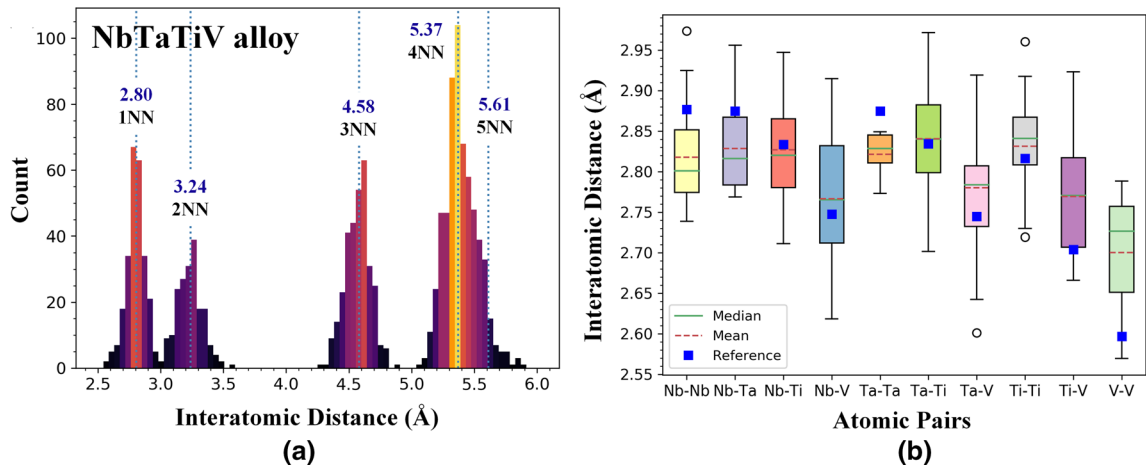 NbTaTiV alloy
2.80
1NN
3.24
2NN
4.58
3NN
5.37
4NN
5.61
5NN
Count
0
20
40
60
80
100
2.5 3.0 3.5 4.0 4.5 5.0 5.5 6.0
Interatomic Distance (Å)
(a)
Interatomic Distance (Å)
2.95
2.90
2.85
2.80
2.75
2.70
2.65
2.60
2.55
Median
Mean
Reference
Nb-Nb Nb-Ta Nb-Ti Nb-V Ta-Ta Ta-Ti Ta-V Ti-Ti Ti-V V-V
Atomic Pairs
(b)